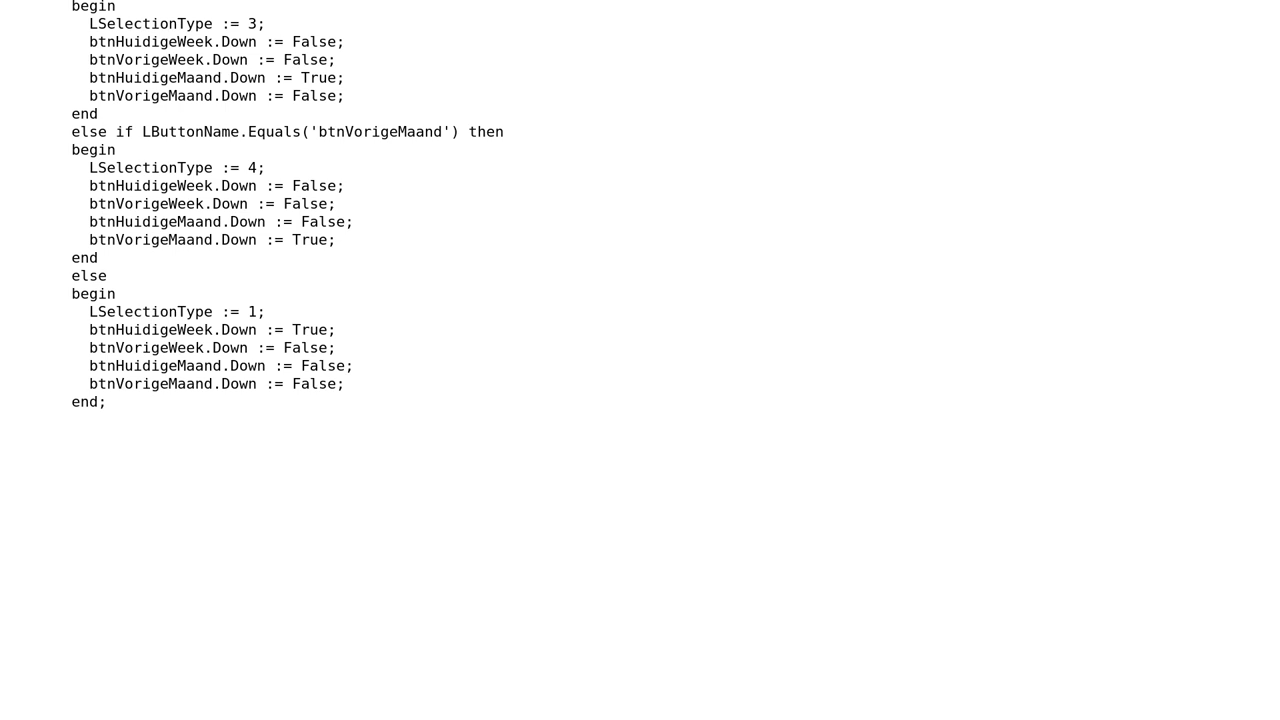 begin
  LSelectionType := 3;
  btnHuidigeWeek.Down := False;
  btnVorigeWeek.Down := False;
  btnHuidigeMaand.Down := True;
  btnVorigeMaand.Down := False;
end
else if LButtonName.Equals('btnVorigeMaand') then
begin
  LSelectionType := 4;
  btnHuidigeWeek.Down := False;
  btnVorigeWeek.Down := False;
  btnHuidigeMaand.Down := False;
  btnVorigeMaand.Down := True;
end
else
begin
  LSelectionType := 1;
  btnHuidigeWeek.Down := True;
  btnVorigeWeek.Down := False;
  btnHuidigeMaand.Down := False;
  btnVorigeMaand.Down := False;
end;